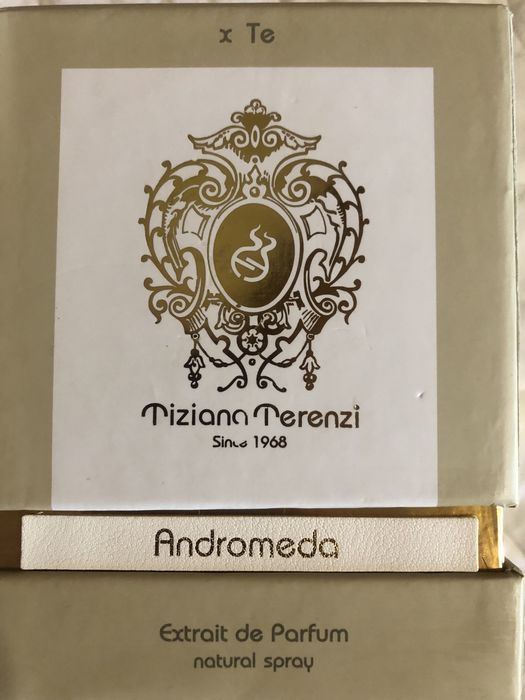 x Te
Tiziana Terenzi
Since 1968
Andromeda
Extrait de Parfum
natural spray